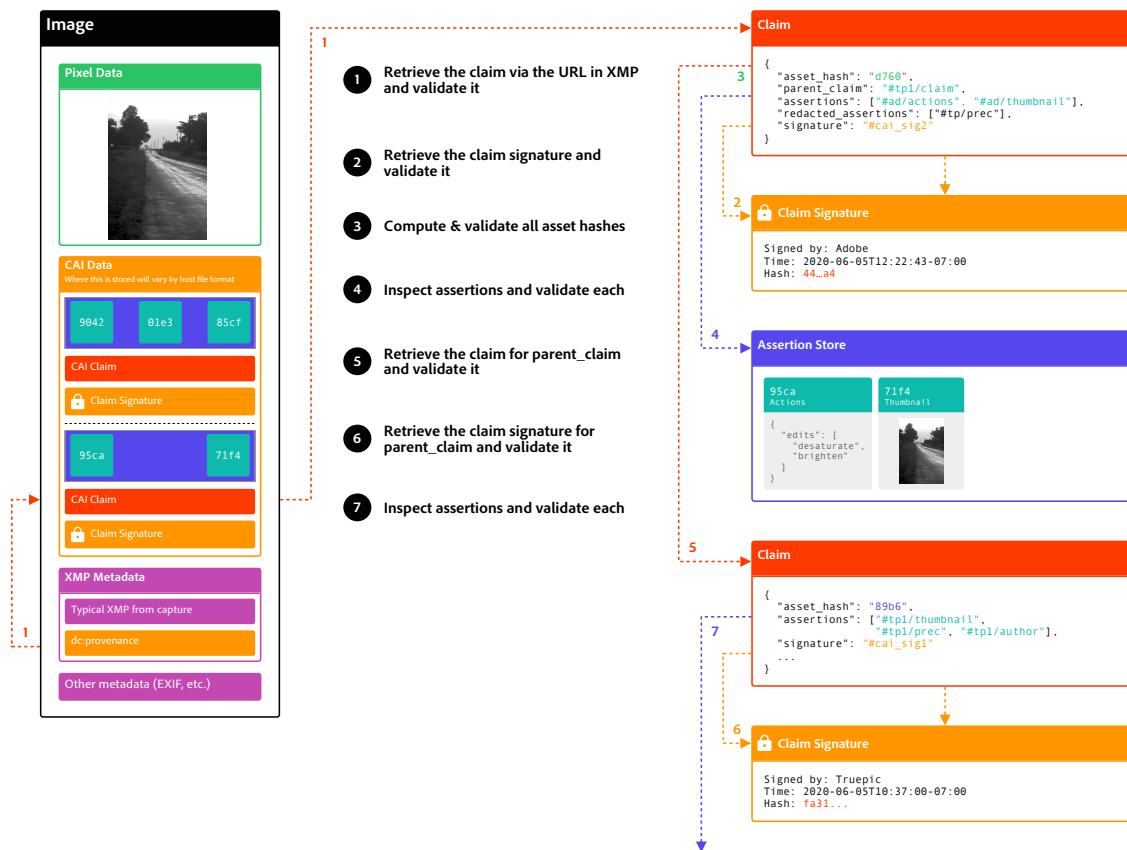 Image
Pixel Data
CAI Data
Where this is stored will vary by host file format
9042
01e3
85cf
CAI Claim
Claim Signature
95ca
71f4
CAI Claim
Claim Signature
XMP Metadata
Typical XMP from capture
dc:provenance
Other metadata (EXIF, etc.)
1
1
1 Retrieve the claim via the URL in XMP
and validate it
2 Retrieve the claim signature and
validate it
3 Compute & validate all asset hashes
4 Inspect assertions and validate each
5 Retrieve the claim for parent_claim
and validate it
6 Retrieve the claim signature for
parent_claim and validate it
7 Inspect assertions and validate each
Claim
3
{
"asset_hash": "d760",
"parent_claim": "#tp1/claim",
"assertions": ["#ad/actions", "#ad/thumbnail"],
"redacted_assertions": ["#tp/prec"],
"signature": "#cai_sig2"
}
2
Claim Signature
Signed by: Adobe
Time: 2020-06-05T12:22:43-07:00
Hash: 44…a4
4
Assertion Store
95ca
Actions
{
"edits": [
"desaturate",
"brighten"
]
}
71f4
Thumbnail
5
Claim
7
{
"asset_hash": "89b6",
"assertions": ["#tp1/thumbnail",
"#tp1/prec", "#tp1/author"],
"signature": "#cai_sig1"
...
}
6
Claim Signature
Signed by: Truepic
Time: 2020-06-05T10:37:00-07:00
Hash: fa31...